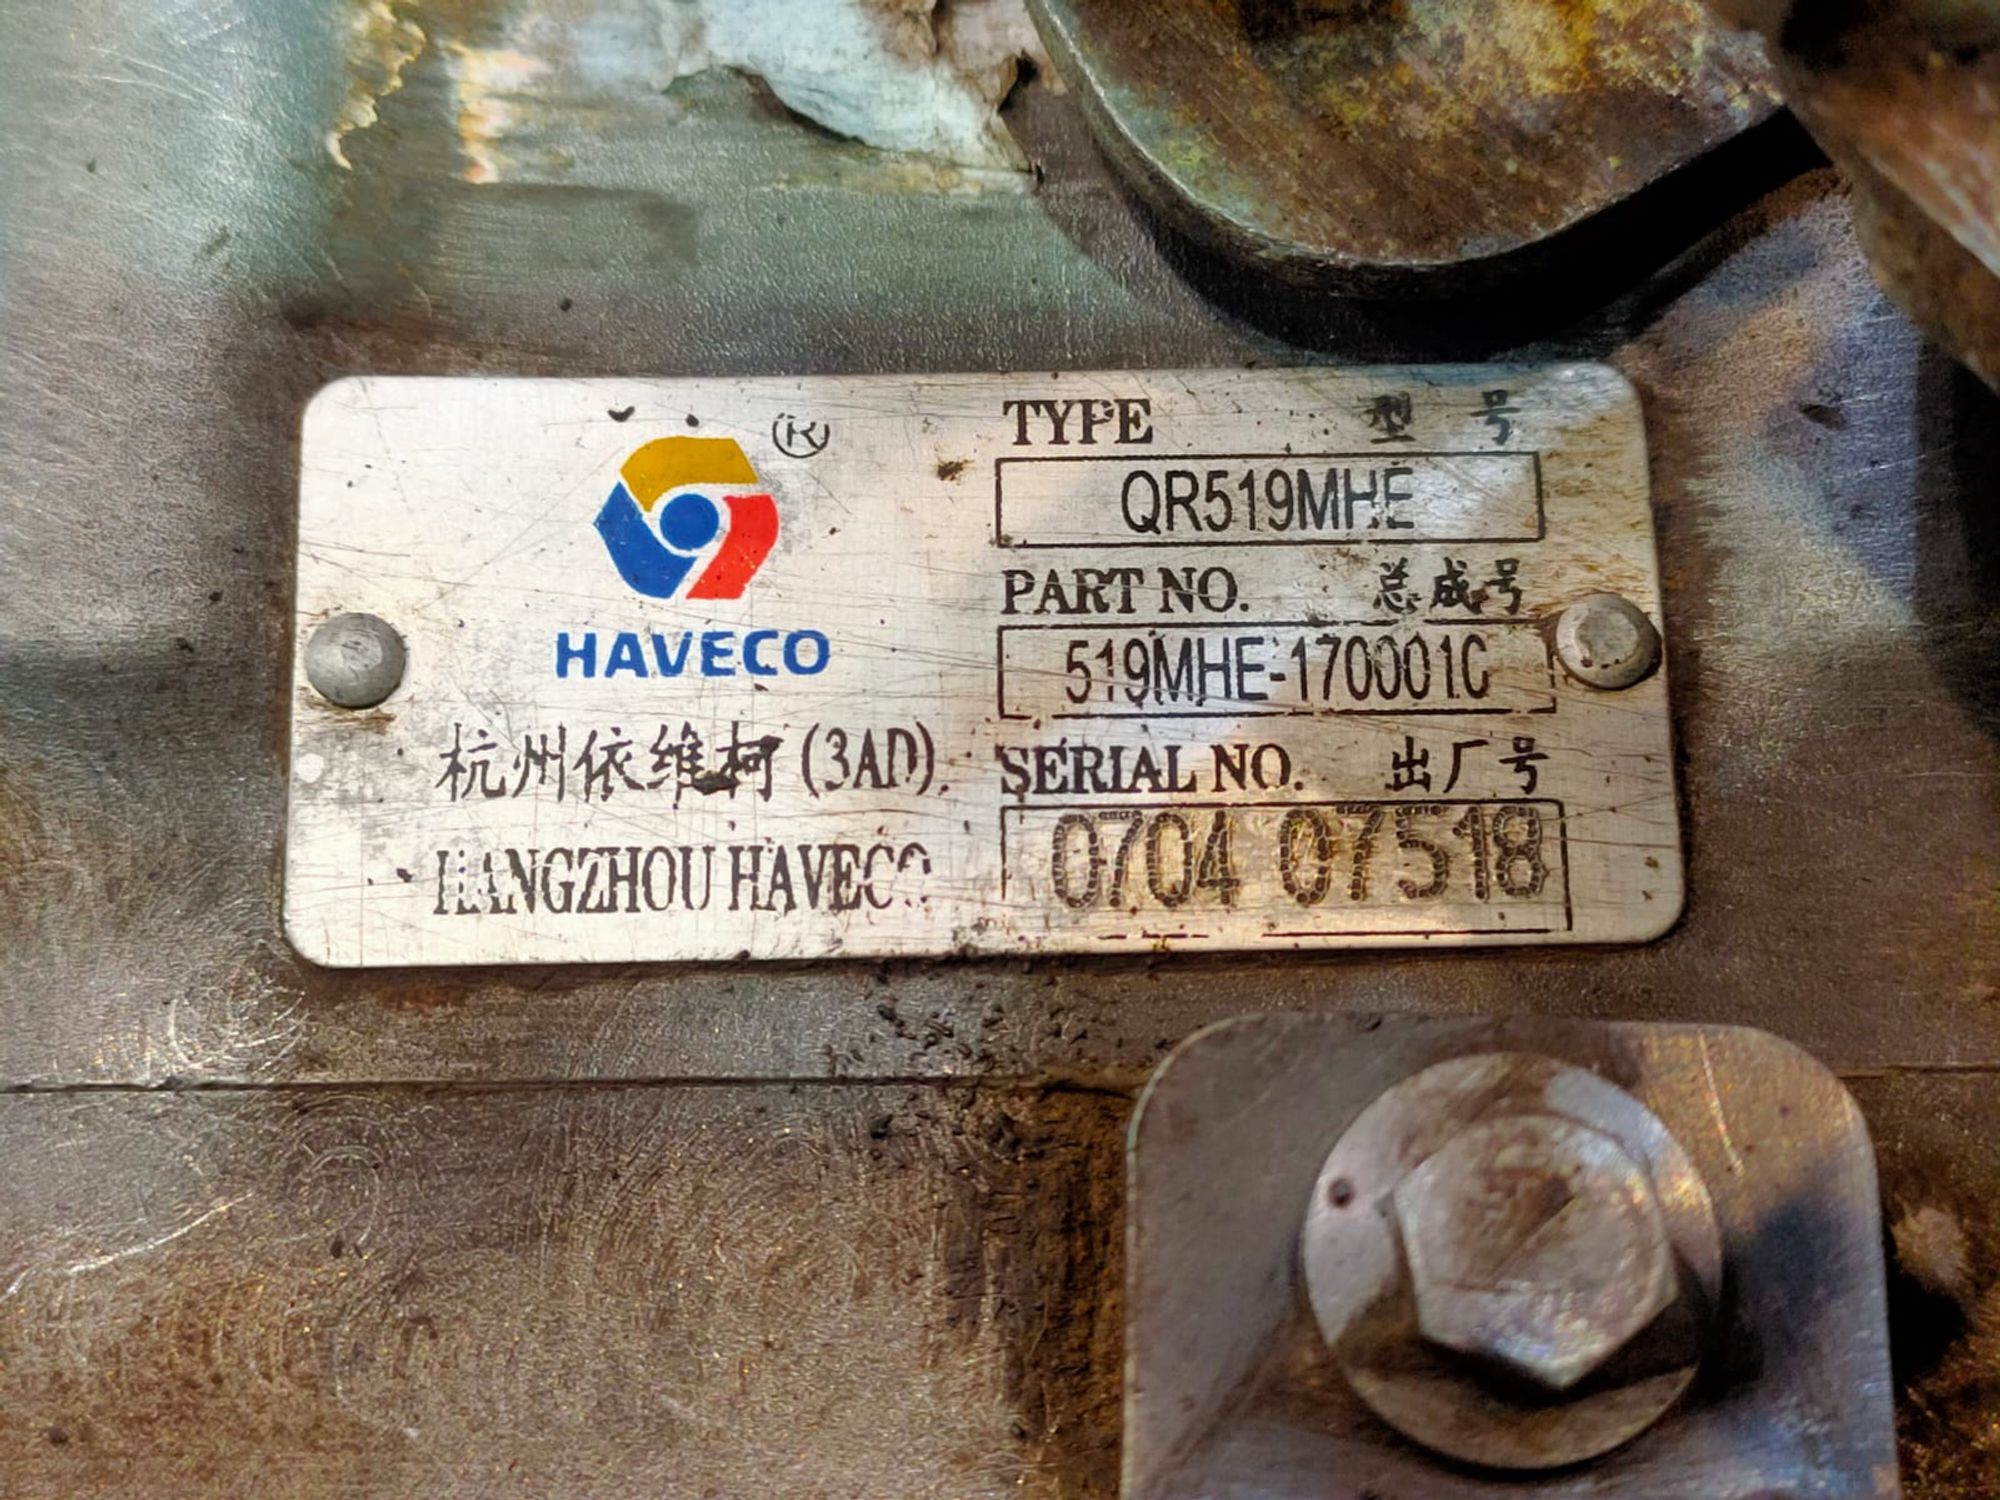 ®
HAVECO
杭州依维柯 (3AD).
HANGZHOU HAVECO
TYPE 型 号
QR519MHE
PART NO. 总成号
519MHE-170001C
SERIAL NO. 出厂号
0704 07518